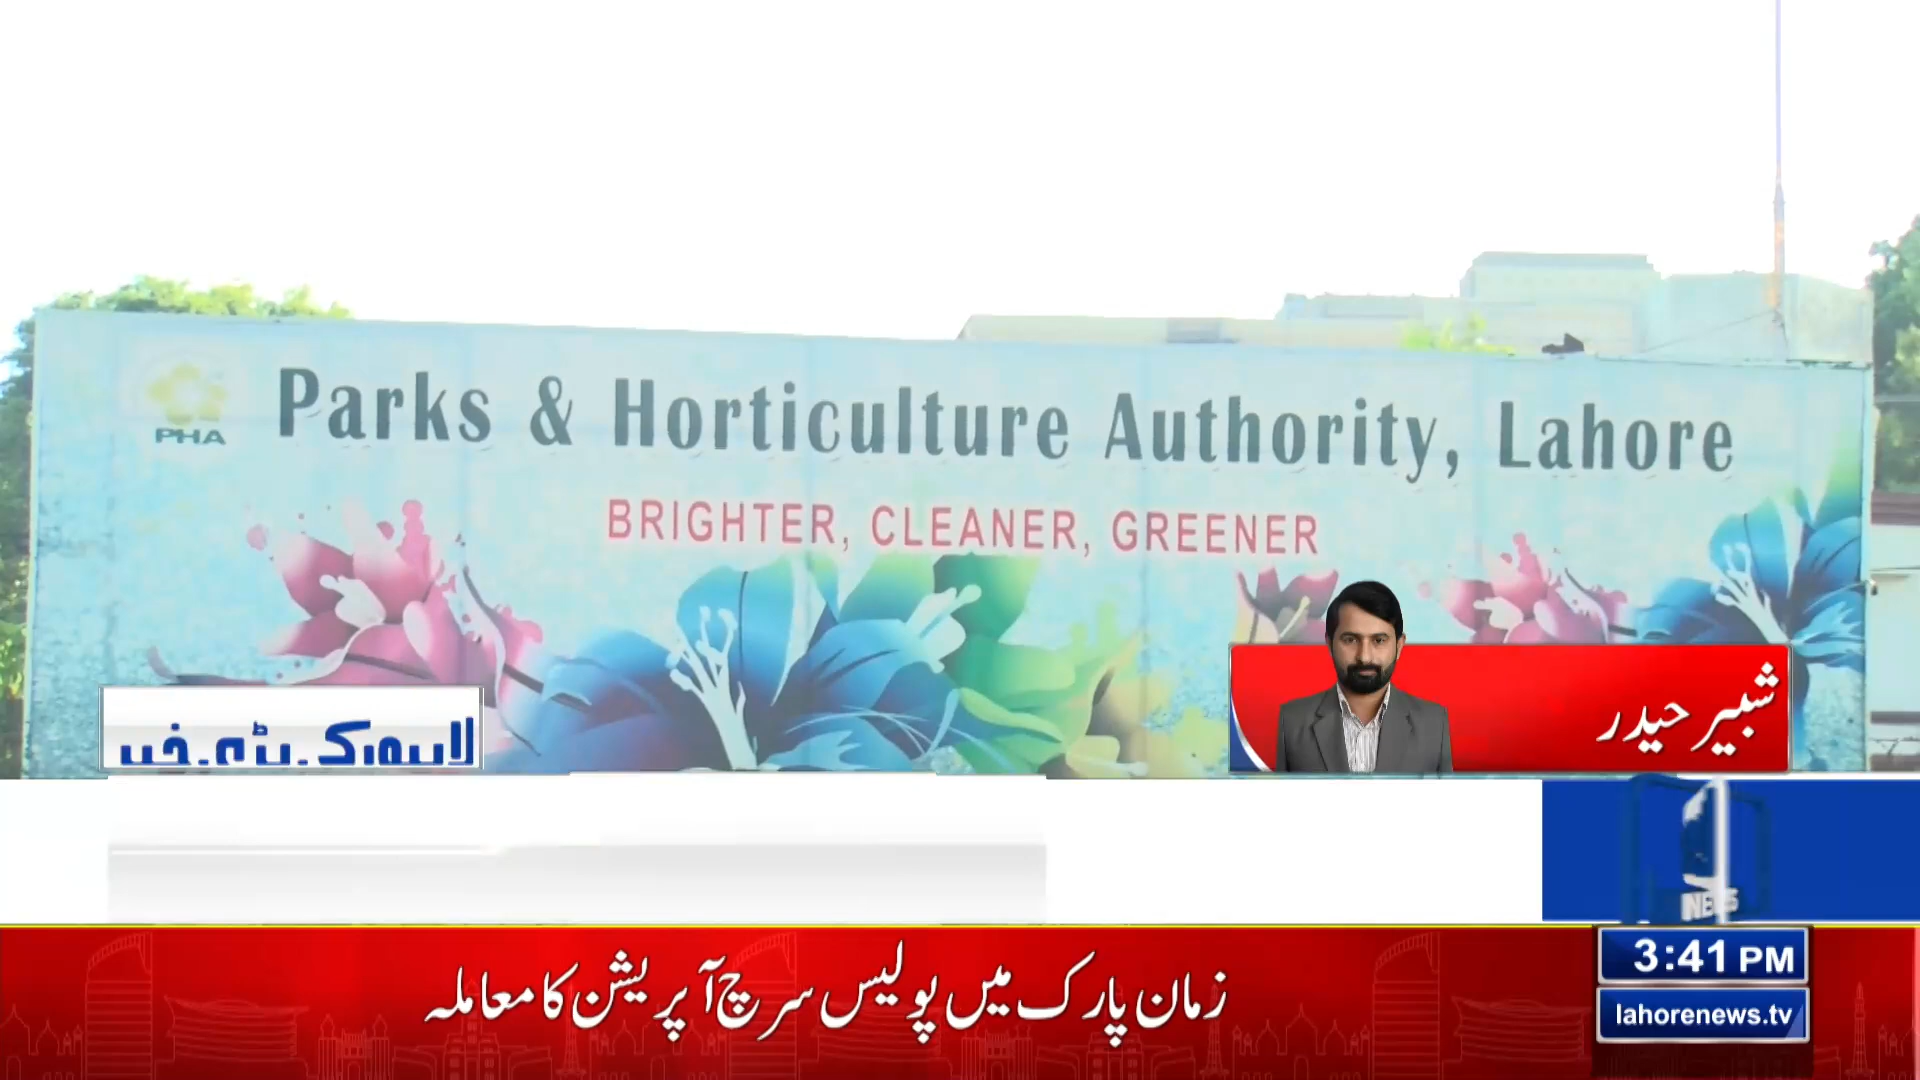 PHA
Parks & Horticulture Authority, Lahore
BRIGHTER, CLEANER, GREENER
شبیر حیدر
NEWS
زمان پارک میں پولیس سرچ آپریشن کا معاملہ
3:41 PM
lahorenews.tv